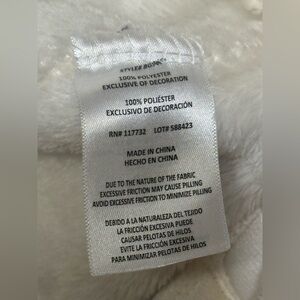 100% POLYESTER
EXCLUSIVE OF DECORATION
100% POLIÉSTER
EXCLUSIVO DE DECORACIÓN
RN# 117732 LOT# 588423
MADE IN CHINA
HECHO EN CHINA
DUE TO THE NATURE OF THE FABRIC
EXCESSIVE FRICTION MAY CAUSE PILLING
AVOID EXCESSIVE FRICTION TO MINIMIZE PILLING
DEBIDO A LA NATURALEZA DEL TEJIDO
LA FRICCIÓN EXCESIVA PUEDE
CAUSAR PELOTAS DE HILOS
EVITE LA FRICCIÓN EXCESIVA
PARA MINIMIZAR PELOTAS DE HILOS